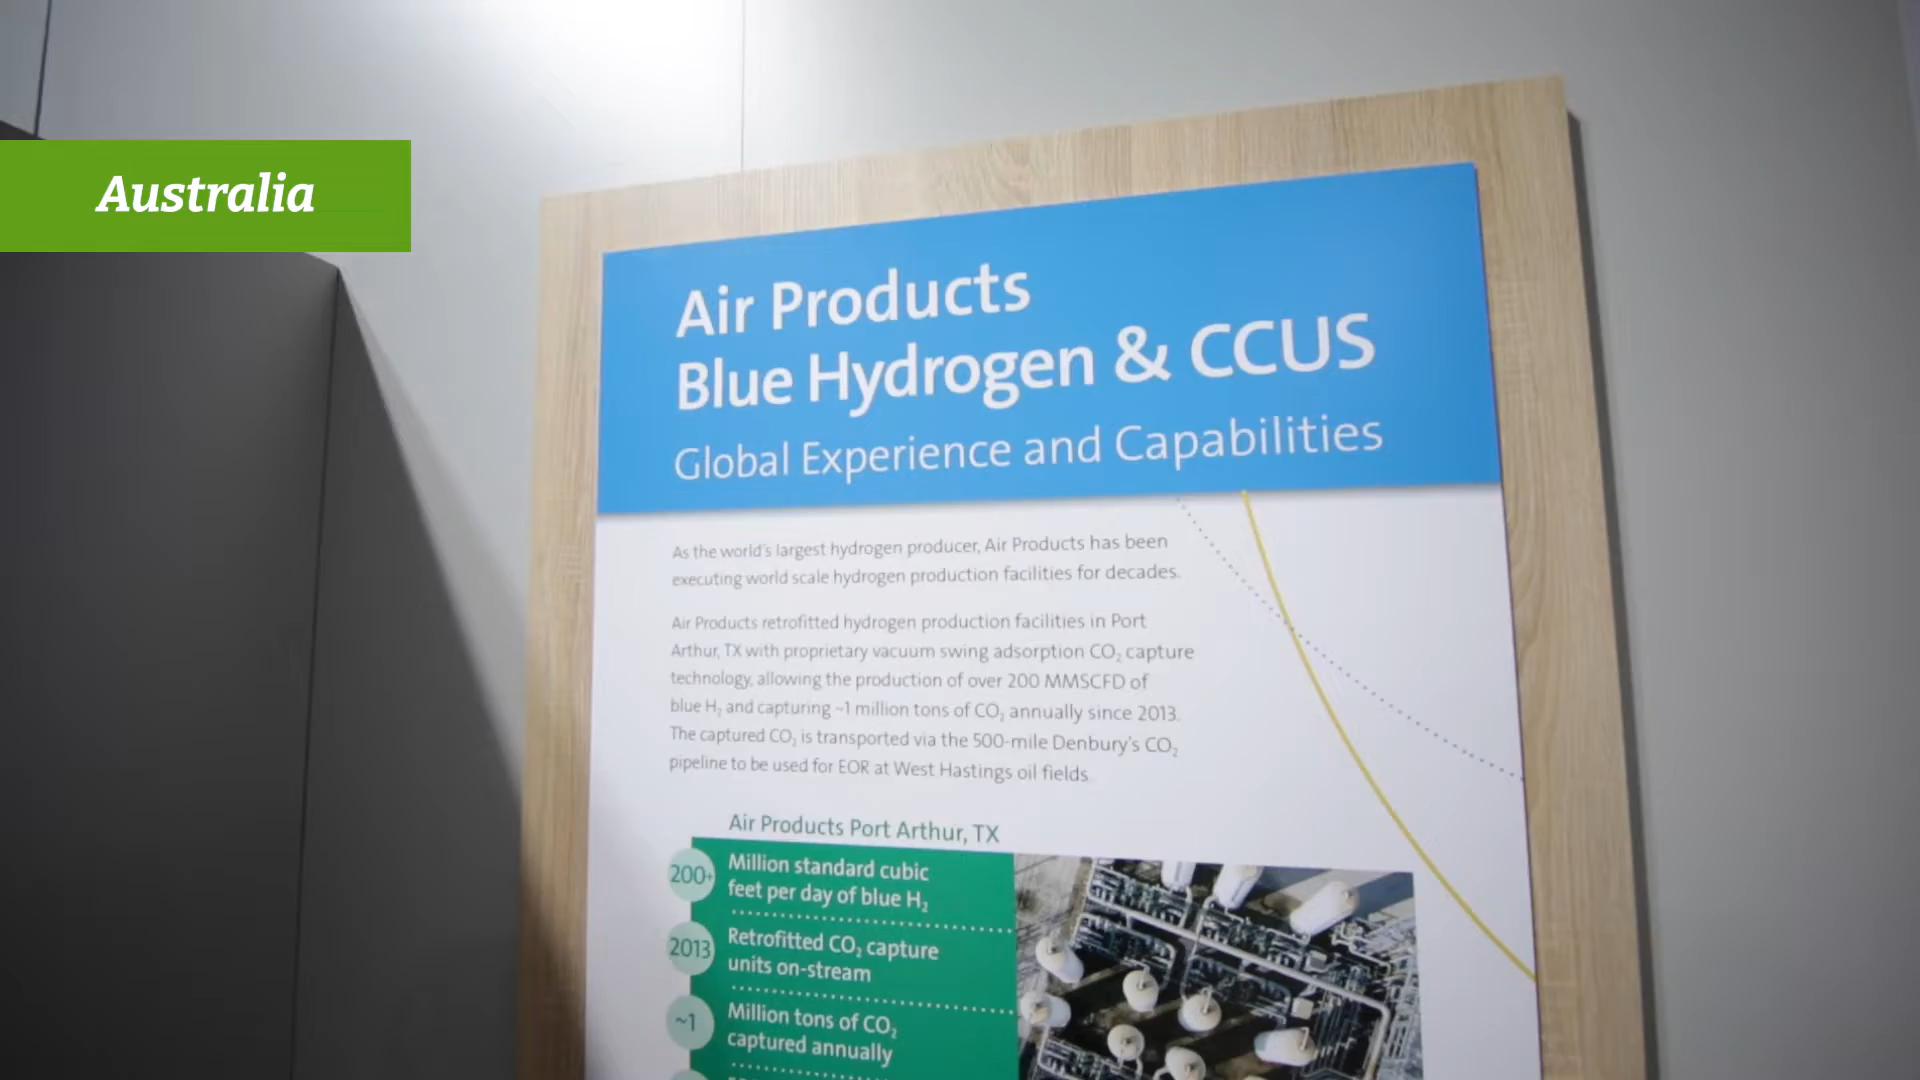 Australia
Air Products
Blue Hydrogen & CCUS
Global Experience and Capabilities
As the world's largest hydrogen producer, Air Products has been
executing world scale hydrogen production facilities for decades.
Air Products retrofitted hydrogen production facilities in Port
Arthur, TX with proprietary vacuum swing adsorption CO₂ capture
technology, allowing the production of over 200 MMSCFD of
blue H₂ and capturing ~1 million tons of CO₂ annually since 2013.
The captured CO₂ is transported via the 500-mile Denbury's CO₂
pipeline to be used for EOR at West Hastings oil fields
Air Products Port Arthur, TX
200+ Million standard cubic
feet per day of blue H₂
2013 Retrofitted CO₂ capture
units on-stream
~1 Million tons of CO₂
captured annually